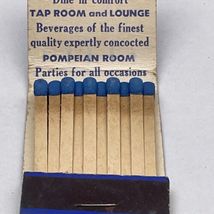 Dine in comfort
TAP ROOM and LOUNGE
Beverages of the finest
quality expertly concocted
POMPEIAN ROOM
Parties for all occasions